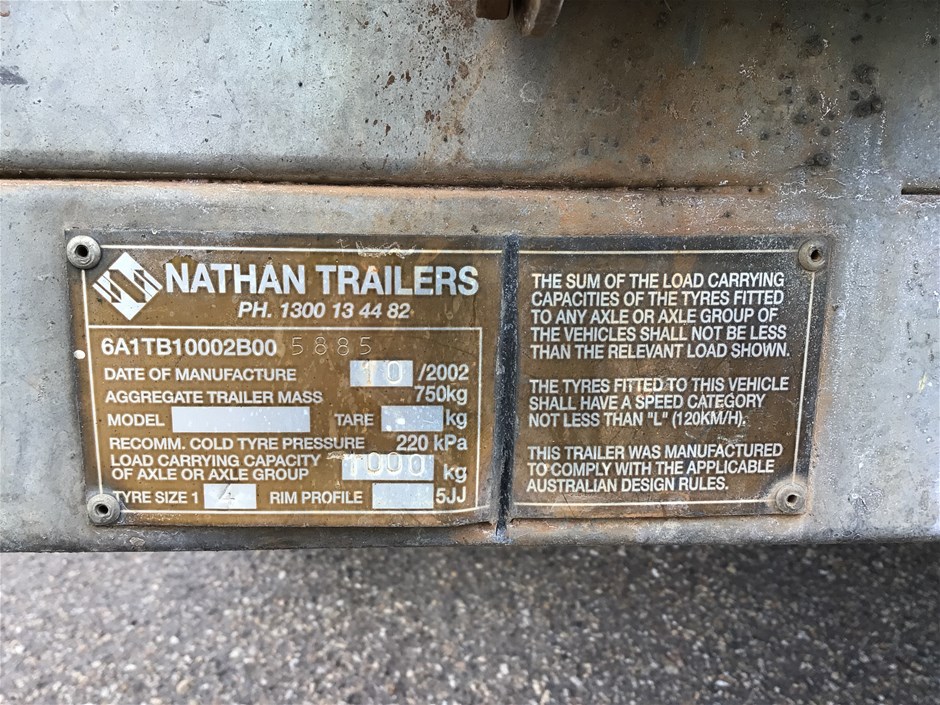 NATHAN TRAILERS
PH. 1300 13 44 82
6A1TB10002B00 5885
DATE OF MANUFACTURE 10 /2002
AGGREGATE TRAILER MASS 750kg
MODEL TARE kg
RECOMM. COLD TYRE PRESSURE 220 kPa
LOAD CARRYING CAPACITY
OF AXLE OR AXLE GROUP 1000 kg
TYRE SIZE 1 4 RIM PROFILE 5JJ
THE SUM OF THE LOAD CARRYING
CAPACITIES OF THE TYRES FITTED
TO ANY AXLE OR AXLE GROUP OF
THE VEHICLES SHALL NOT BE LESS
THAN THE RELEVANT LOAD SHOWN.
THE TYRES FITTED TO THIS VEHICLE
SHALL HAVE A SPEED CATEGORY
NOT LESS THAN "L" (120KM/H).
THIS TRAILER WAS MANUFACTURED
TO COMPLY WITH THE APPLICABLE
AUSTRALIAN DESIGN RULES.